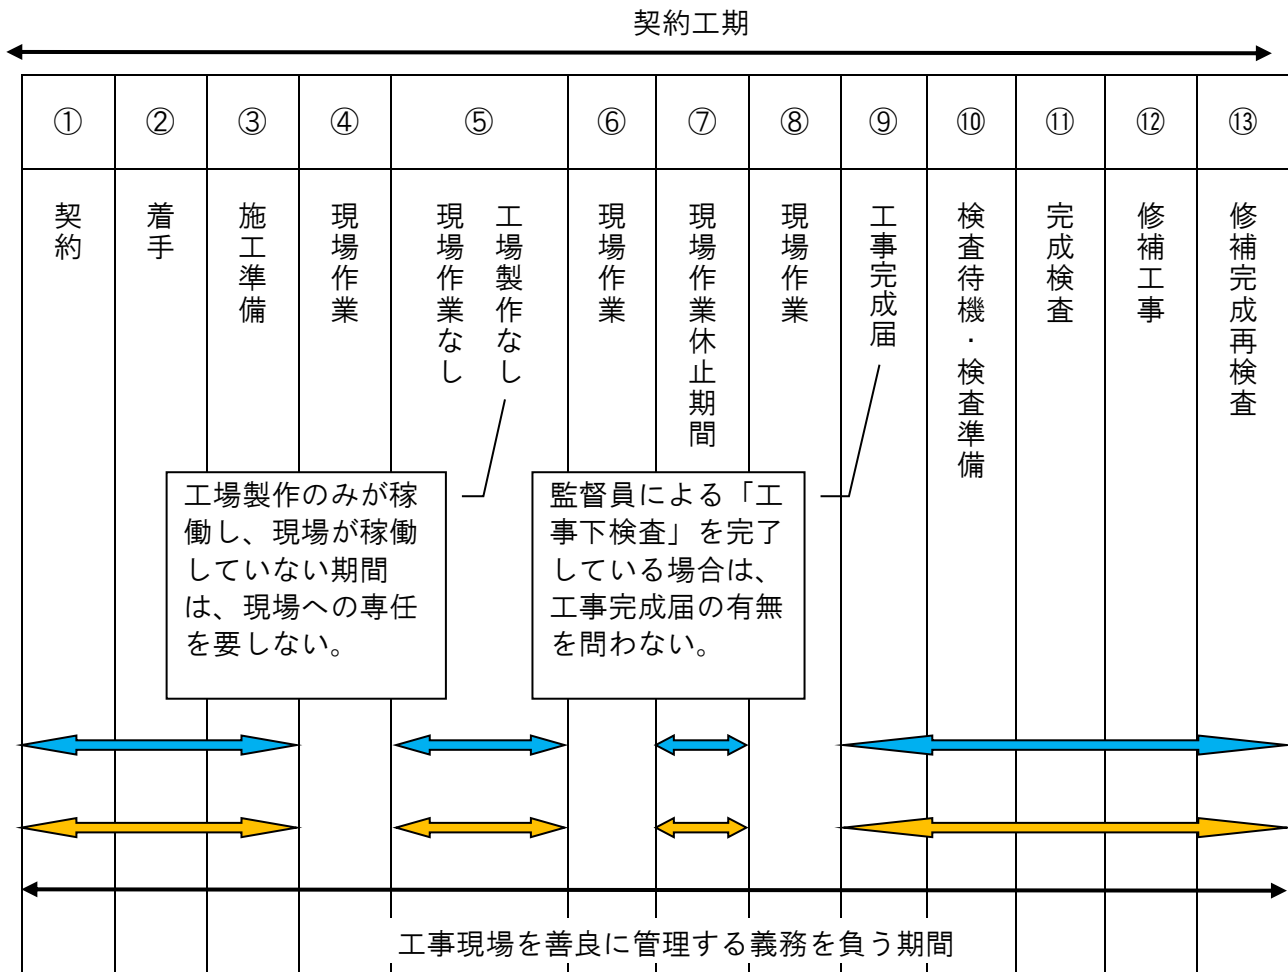 契約工期
①
②
③
④
⑤
⑥
⑦
⑧
⑨
⑩
⑪
⑫
⑬
契約
着手
施工準備
現場作業
工場製作なし
現場作業なし
現場作業
現場作業休止期間
現場作業
工事完成届
検査待機・検査準備
完成検査
修補工事
修補完成再検査
工場製作のみが稼
働し、現場が稼働
していない期間
は、現場への専任
を要しない。
監督員による「工
事下検査」を完了
している場合は、
工事完成届の有無
を問わない。
工事現場を善良に管理する義務を負う期間